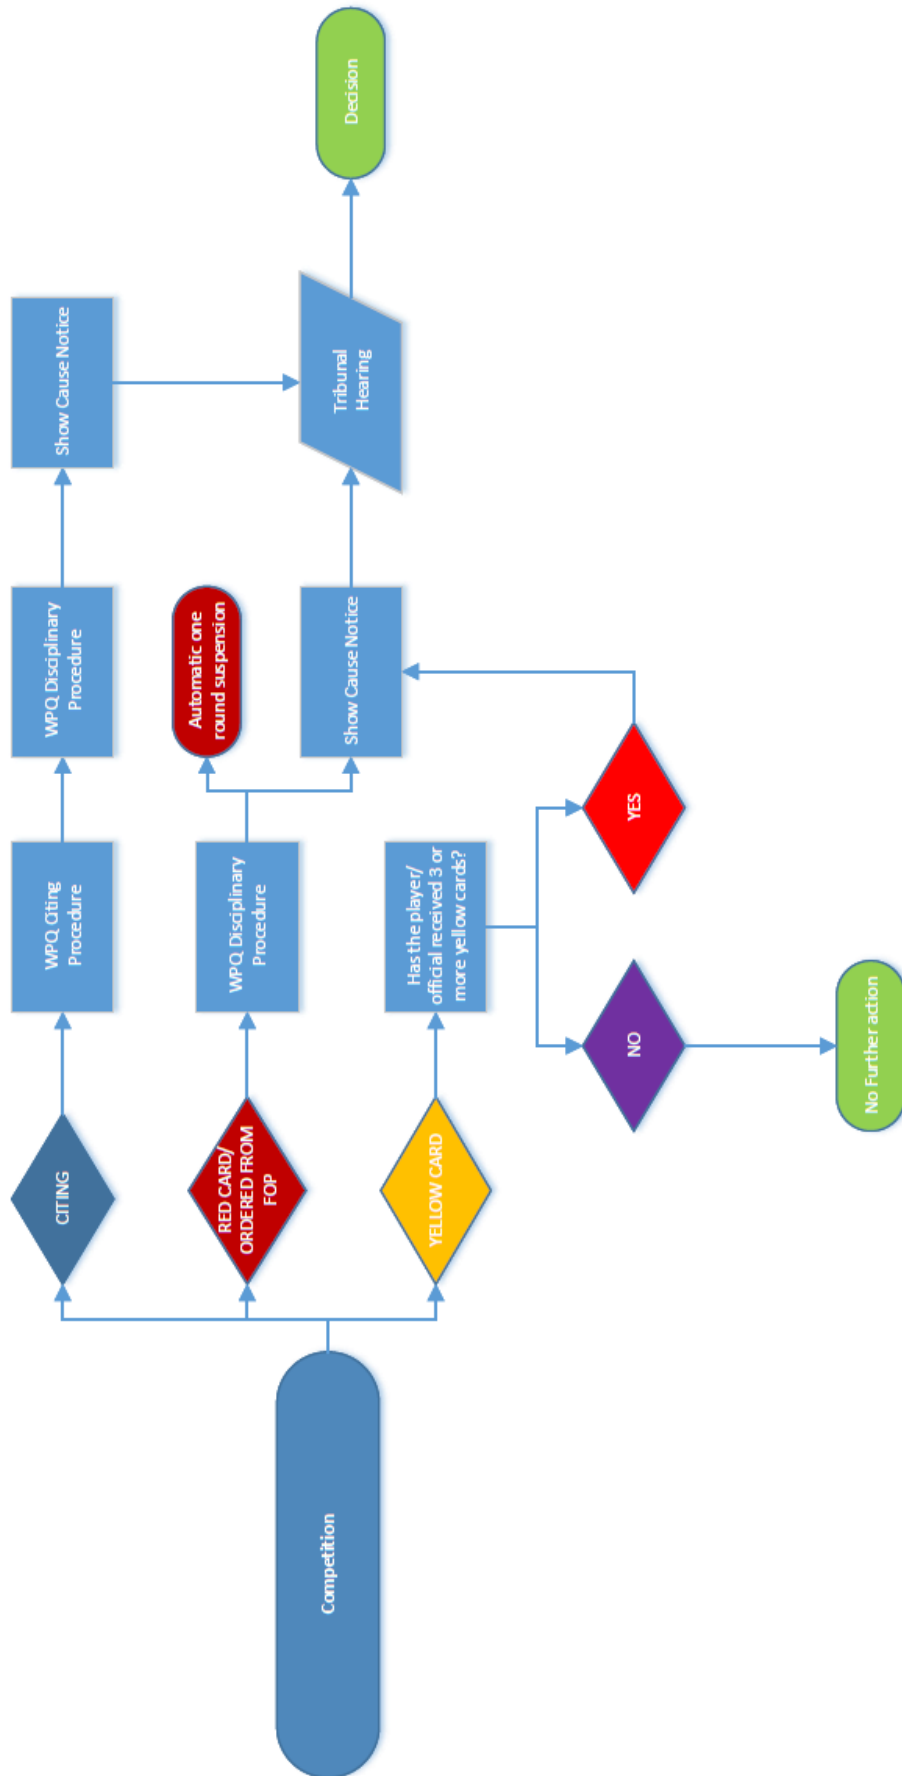 Competition
CITING
WPQ Citing
Procedure
WPQ Disciplinary
Procedure
Show Cause Notice
RED CARD/
ORDERED FROM
FOP
WPQ Disciplinary
Procedure
Automatic one
round suspension
Show Cause Notice
Tribunal
Hearing
Decision
YELLOW CARD
Has the player/
official received 3 or
more yellow cards?
NO
YES
No Further action